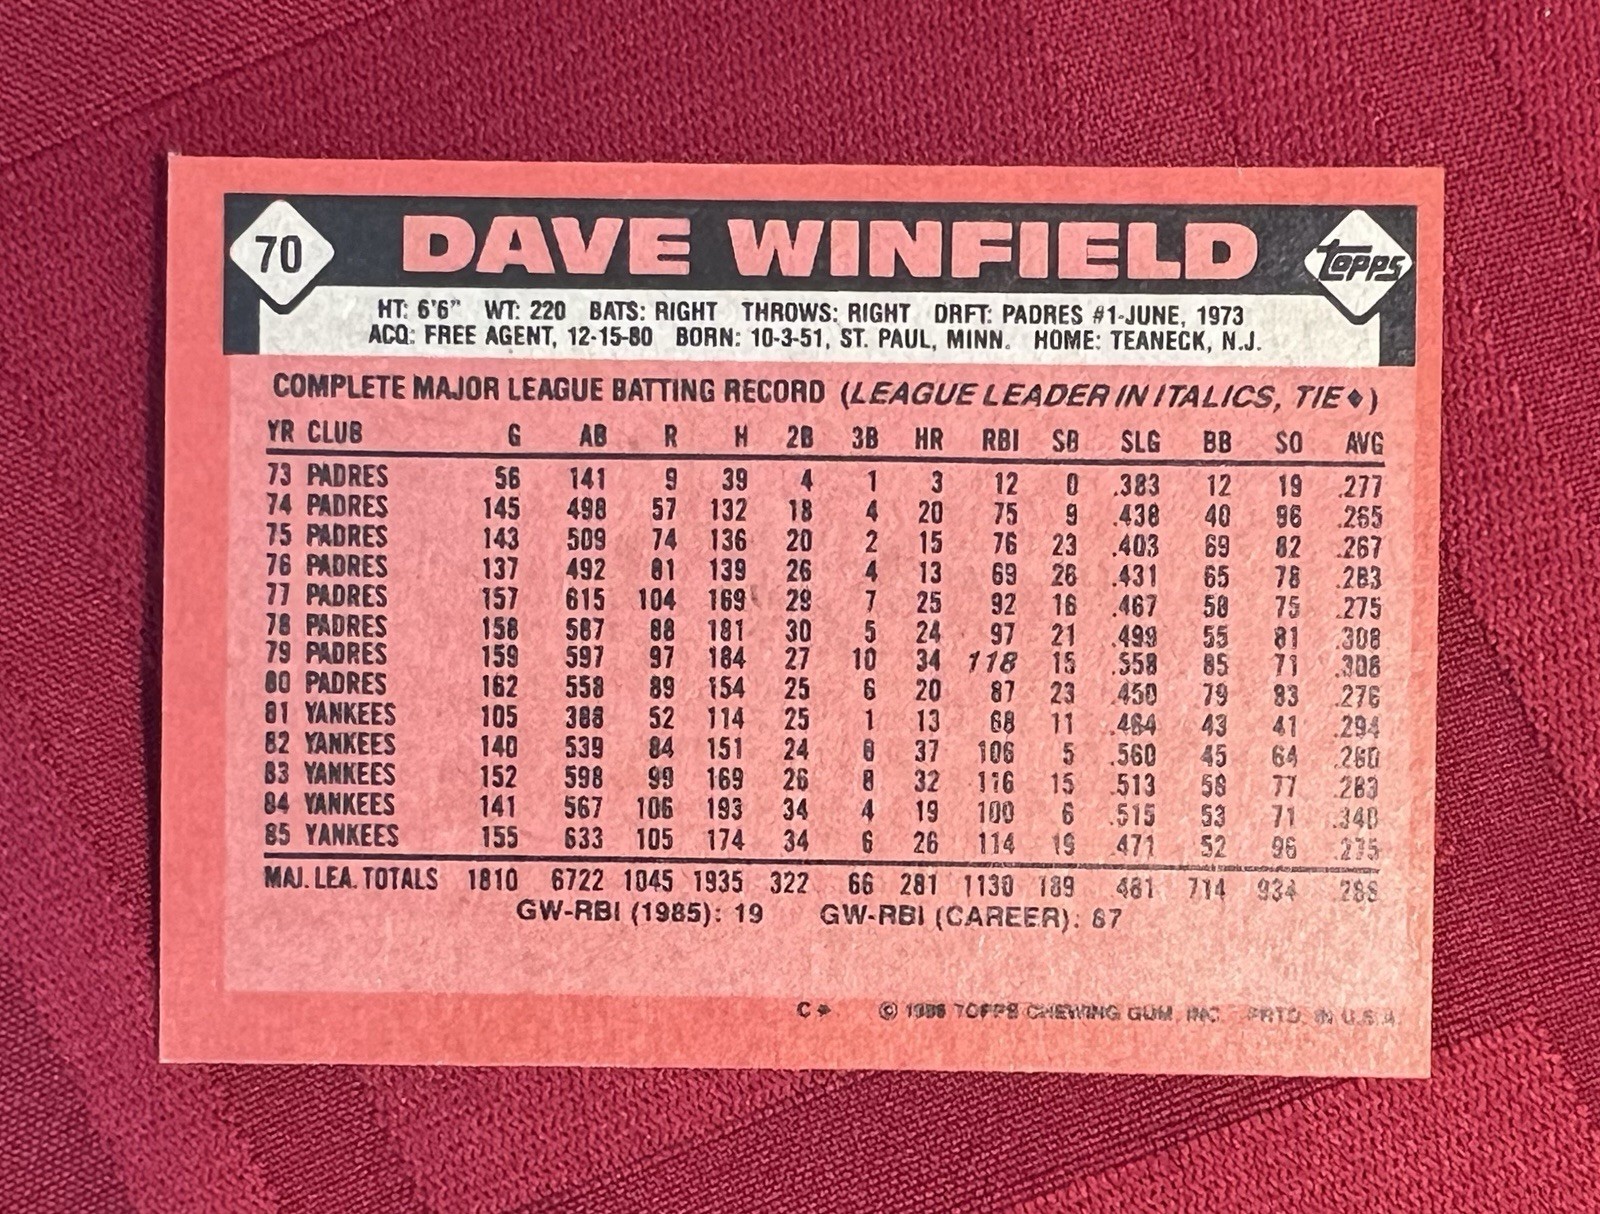 70 DAVE WINFIELD Topps
HT: 6'6" WT: 220 BATS: RIGHT THROWS: RIGHT DRFT: PADRES #1-JUNE, 1973
ACQ: FREE AGENT, 12-15-80 BORN: 10-3-51, ST. PAUL, MINN. HOME: TEANECK, N.J.
COMPLETE MAJOR LEAGUE BATTING RECORD (LEAGUE LEADER IN ITALICS, TIE♦)
YR CLUB G AB R H 2B 3B HR RBI SB SLG BB SO AVG
73 PADRES 56 141 9 39 4 1 3 12 0 .383 12 19 .277
74 PADRES 145 498 57 132 18 4 20 75 9 .438 40 96 .265
75 PADRES 143 509 74 136 20 2 15 76 23 .403 69 82 .267
76 PADRES 137 492 81 139 26 4 13 69 26 .431 65 78 .283
77 PADRES 157 615 104 169 29 7 25 92 16 .467 58 75 .275
78 PADRES 158 587 88 181 30 5 24 97 21 .499 55 81 .308
79 PADRES 159 597 97 184 27 10 34 118 15 .558 85 71 .308
80 PADRES 162 558 89 154 25 6 20 87 23 .450 79 83 .276
81 YANKEES 105 388 52 114 25 1 13 68 11 .464 43 41 .294
82 YANKEES 140 539 84 151 24 8 37 106 5 .560 45 64 .280
83 YANKEES 152 598 99 169 26 8 32 116 15 .513 58 77 .283
84 YANKEES 141 567 106 193 34 4 19 100 6 .515 53 71 .340
85 YANKEES 155 633 105 174 34 6 26 114 19 .471 52 96 .275
MAJ. LEA. TOTALS 1810 6722 1045 1935 322 66 281 1130 189 .481 714 934 .288
GW-RBI (1985): 19 GW-RBI (CAREER): 67
C* © 1986 TOPPS CHEWING GUM, INC. PRTD. IN U.S.A.